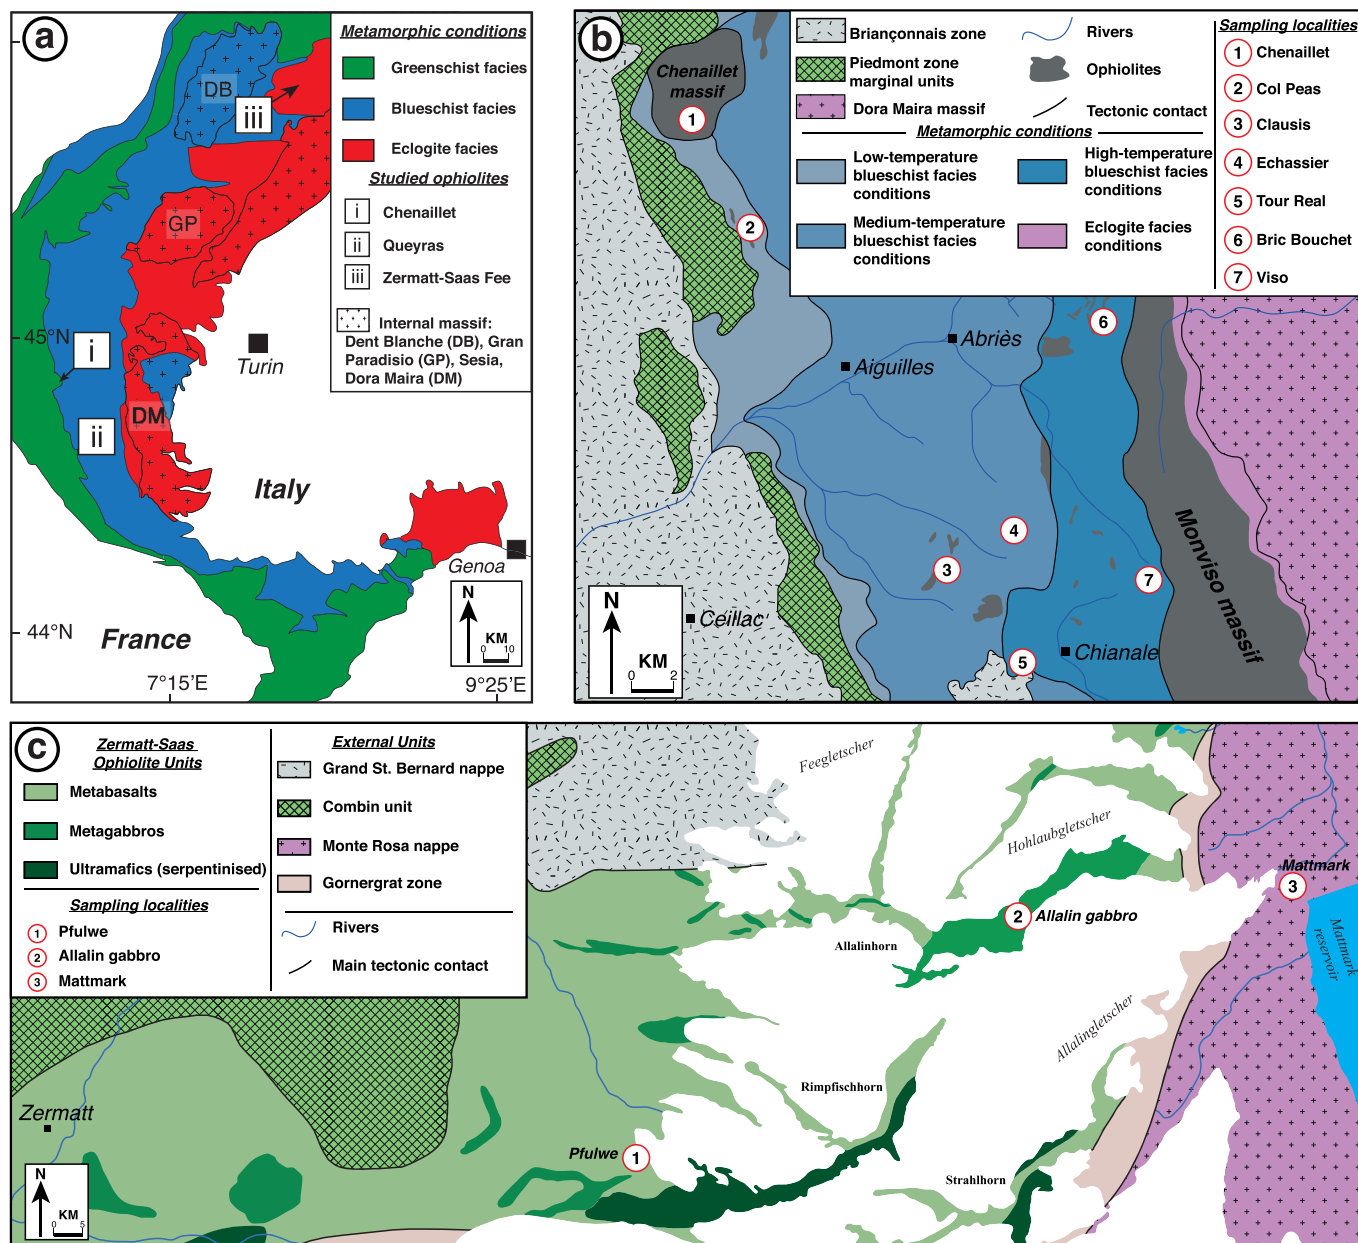 a
Metamorphic conditions
Greenschist facies
Blueschist facies
Eclogite facies
Studied ophiolites
i
Chenaillet
ii
Queyras
iii
Zermatt-Saas Fee
Internal massif:
Dent Blanche (DB), Gran
Paradisio (GP), Sesia,
Dora Maira (DM)
DB
iii
GP
45°N
i
Turin
DM
ii
Italy
Genoa
44°N
France
N
KM
0 10
7°15'E
9°25'E
b
Briançonnais zone
Piedmont zone
marginal units
Dora Maira massif
Rivers
Ophiolites
Tectonic contact
Metamorphic conditions
Low-temperature
blueschist facies
conditions
High-temperature
blueschist facies
conditions
Medium-temperature
blueschist facies
conditions
Eclogite facies
conditions
Sampling localities
1 Chenaillet
2 Col Peas
3 Clausis
4 Echassier
5 Tour Real
6 Bric Bouchet
7 Viso
Chenaillet
massif
1
2
6
Abriès
Aiguilles
4
3
7
Monviso massif
Ceillac
5
Chianale
N
KM
0 2
c
Zermatt-Saas
Ophiolite Units
Metabasalts
Metagabbros
Ultramafics (serpentinised)
Sampling localities
1 Pfulwe
2 Allalin gabbro
3 Mattmark
External Units
Grand St. Bernard nappe
Combin unit
Monte Rosa nappe
Gornergrat zone
Rivers
Main tectonic contact
Feegletscher
Hohlaubgletscher
Mattmark
3
2 Allalin gabbro
Allalinhorn
Mattmark
reservoir
Allalingletscher
Rimpfischhorn
Zermatt
Pfulwe 1
Strahlhorn
N
KM
0 5